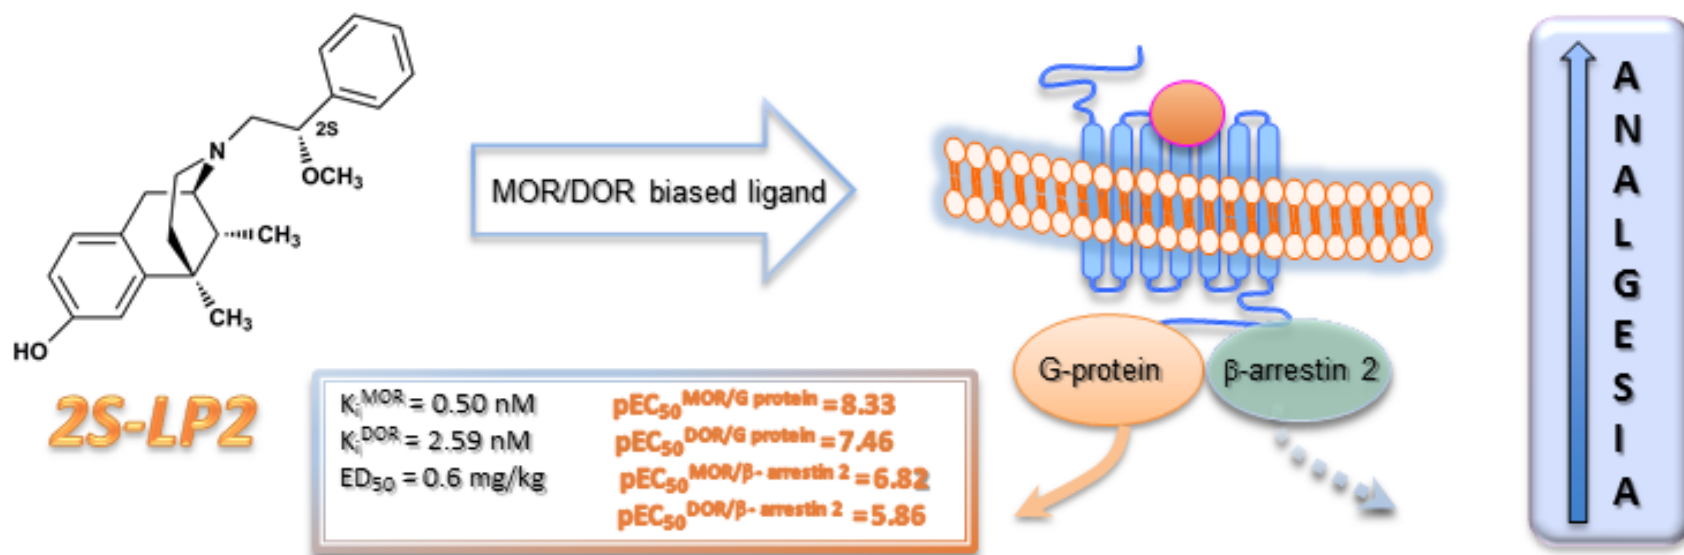 2S
N
OCH₃
CH₃
CH₃
HO
2S-LP2
MOR/DOR biased ligand
Kᵢ^MOR = 0.50 nM
Kᵢ^DOR = 2.59 nM
ED₅₀ = 0.6 mg/kg
pEC₅₀^MOR/G protein = 8.33
pEC₅₀^DOR/G protein = 7.46
pEC₅₀^MOR/β- arrestin 2 = 6.82
pEC₅₀^DOR/β- arrestin 2 = 5.86
G-protein
β-arrestin 2
ANALGESIA